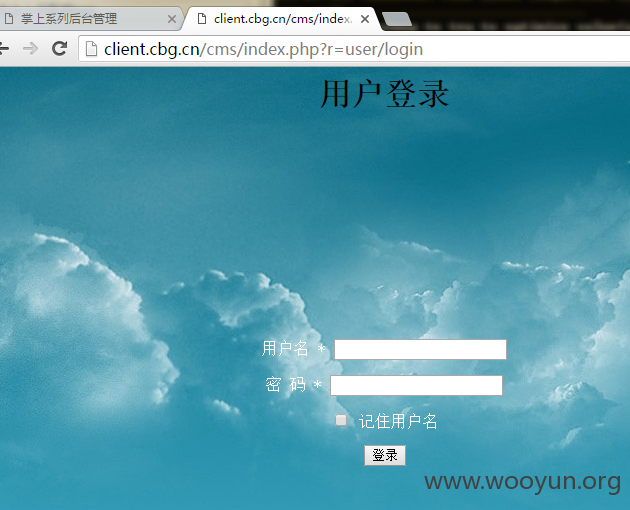 掌上系列后台管理
client.cbg.cn/cms/index.
client.cbg.cn/cms/index.php?r=user/login
用户登录
用户名 *
密 码 *
记住用户名
登录
www.wooyun.org